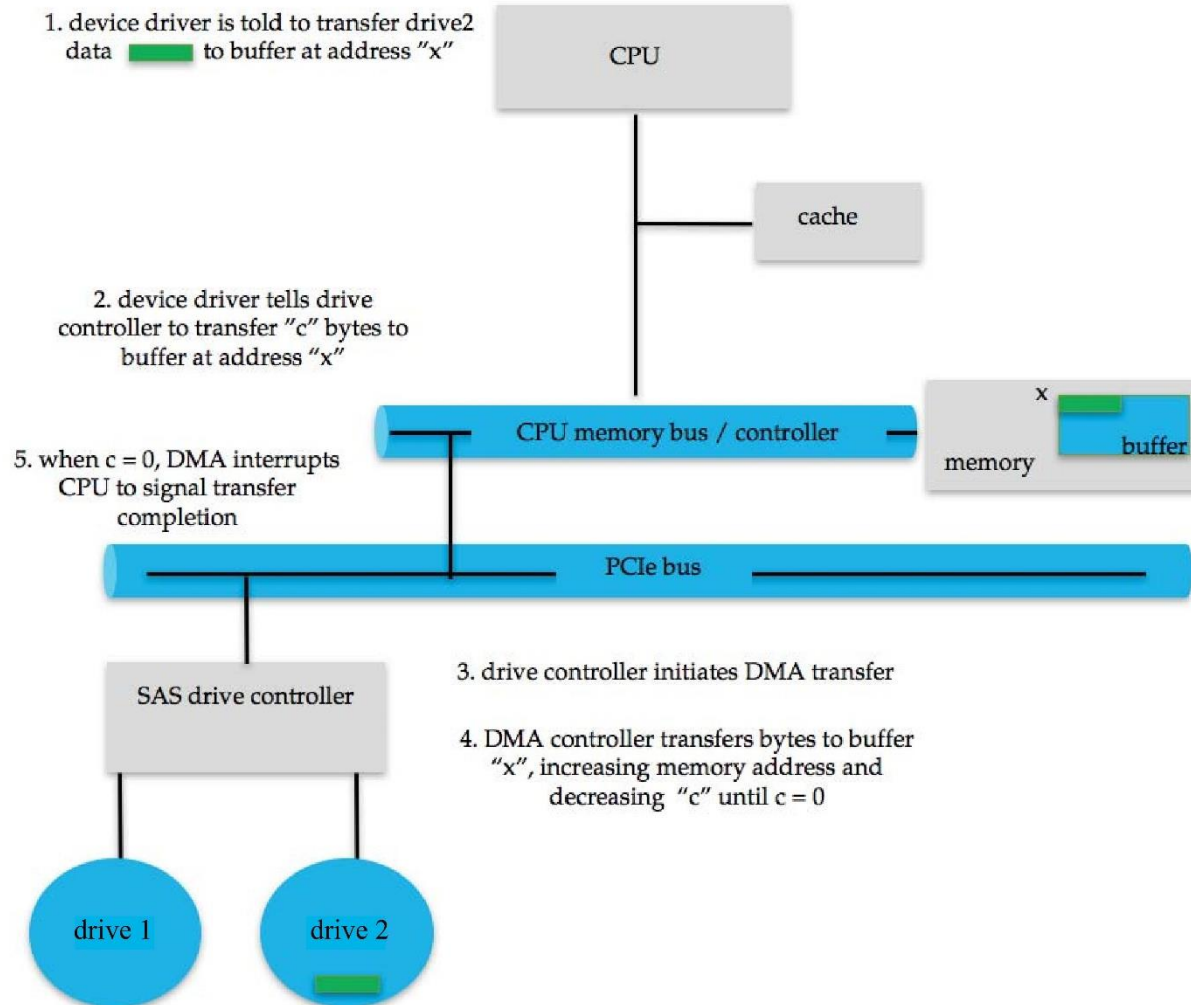 1. device driver is told to transfer drive2
data to buffer at address “x”
CPU
cache
2. device driver tells drive
controller to transfer “c” bytes to
buffer at address “x”
x
buffer
memory
CPU memory bus / controller
5. when c = 0, DMA interrupts
CPU to signal transfer
completion
PCIe bus
3. drive controller initiates DMA transfer
SAS drive controller
4. DMA controller transfers bytes to buffer
“x”, increasing memory address and
decreasing “c” until c = 0
drive 1
drive 2